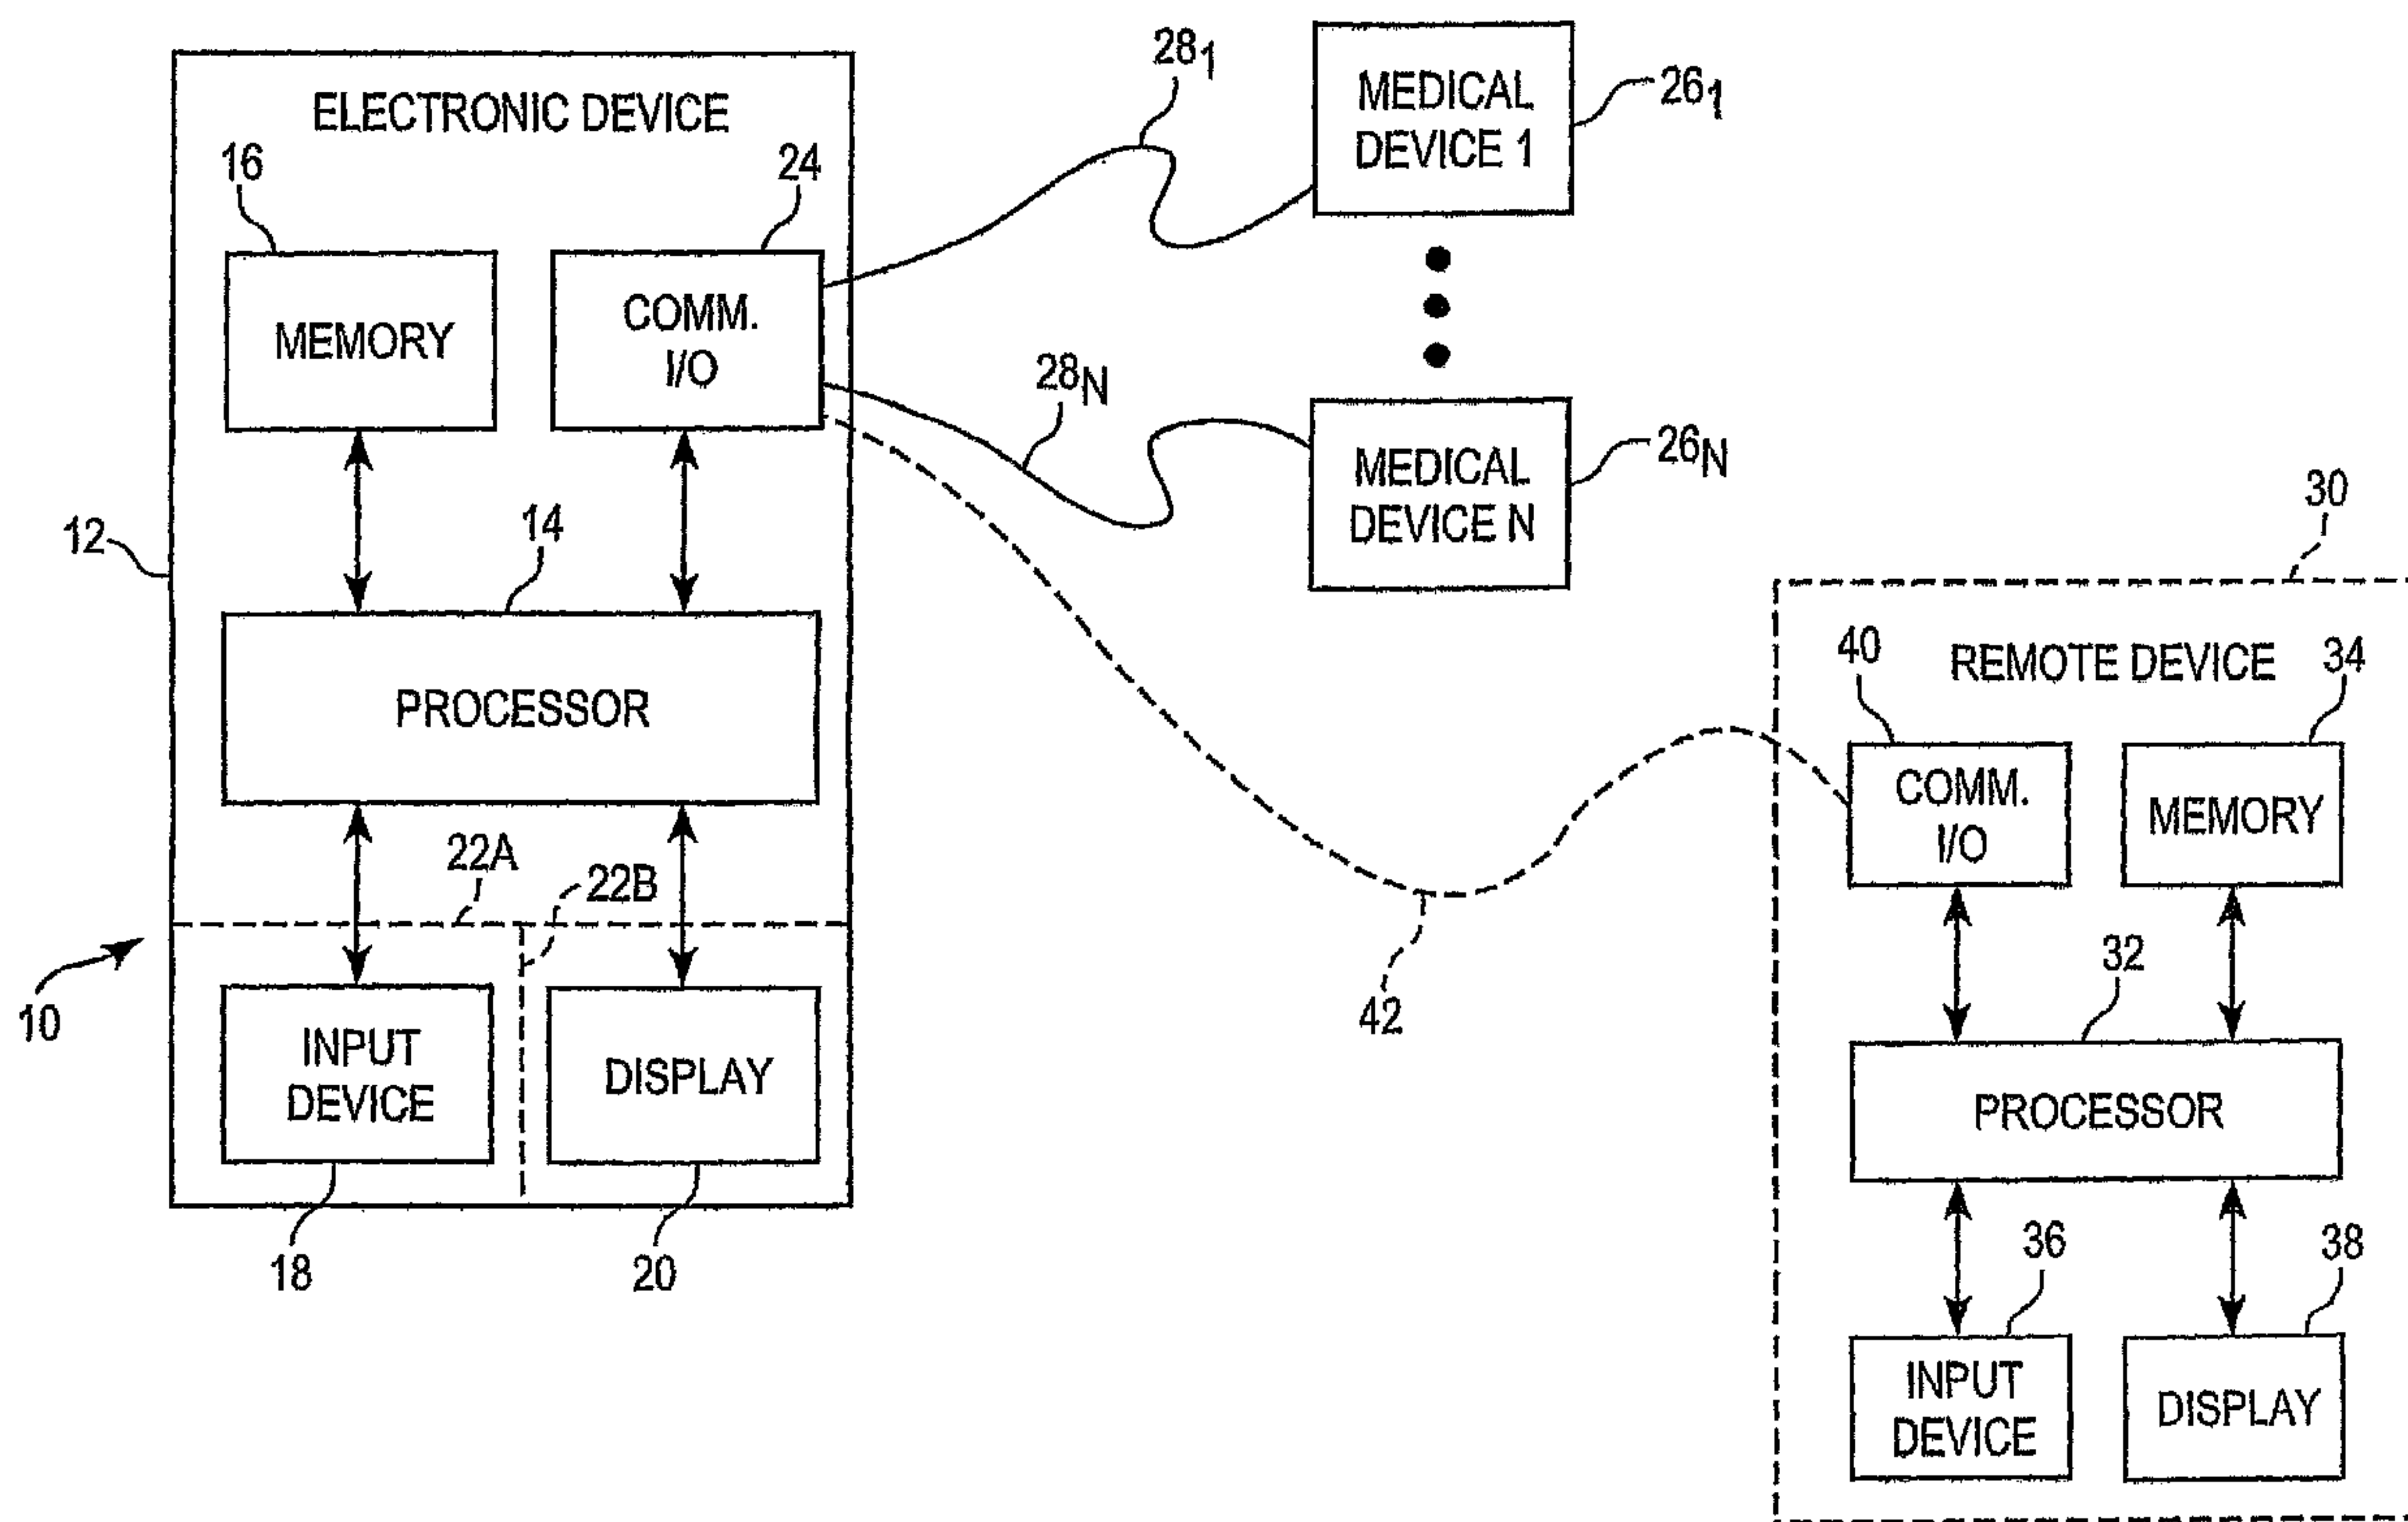 ELECTRONIC DEVICE
16
24
MEMORY
COMM.
I/O
12
14
PROCESSOR
22A
22B
10
INPUT
DEVICE
DISPLAY
18
20
28₁
MEDICAL
DEVICE 1
26₁
28N
MEDICAL
DEVICE N
26N
42
30
REMOTE DEVICE
40
34
COMM.
I/O
MEMORY
32
PROCESSOR
36
38
INPUT
DEVICE
DISPLAY